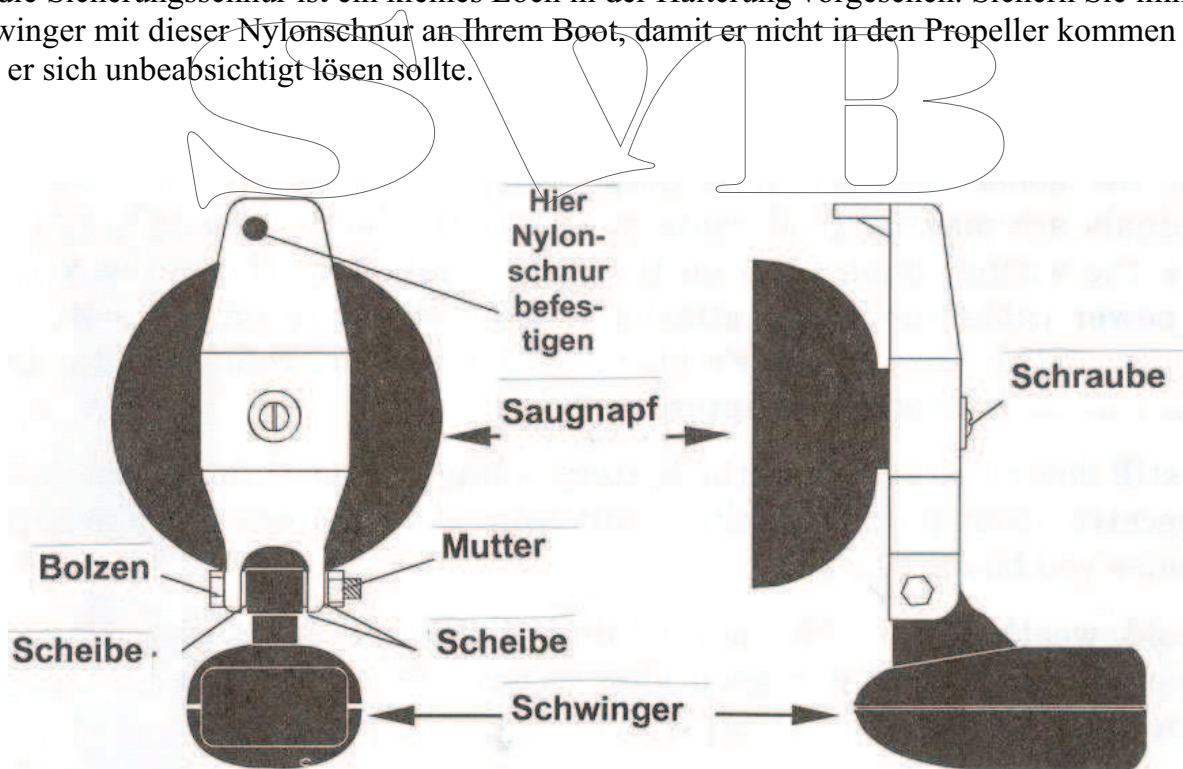 die Sicherungsschnur ist ein kleines Loch in der Halterung vorgesehen. Sichern Sie
winger mit dieser Nylonschnur an Ihrem Boot, damit er nicht in den Propeller kommen
er sich unbeabsichtigt lösen sollte.
SVB
Hier
Nylon-
schnur
befes-
tigen
Schraube
Saugnapf
Mutter
Bolzen
Scheibe
Scheibe
Schwinger